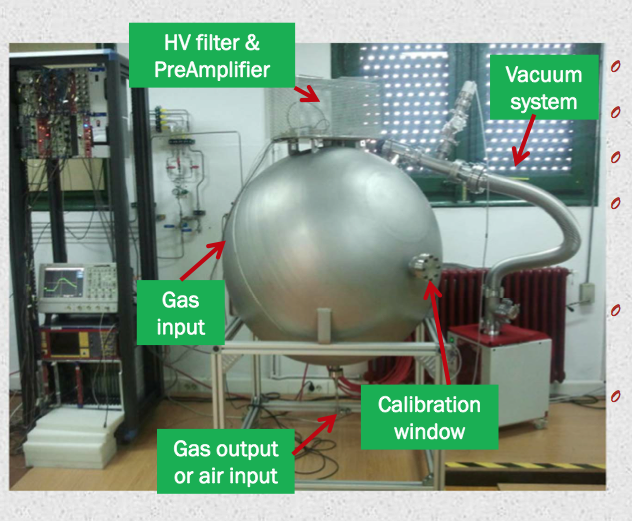 HV filter &
PreAmplifier
Vacuum
system
Gas
input
Calibration
window
Gas output
or air input